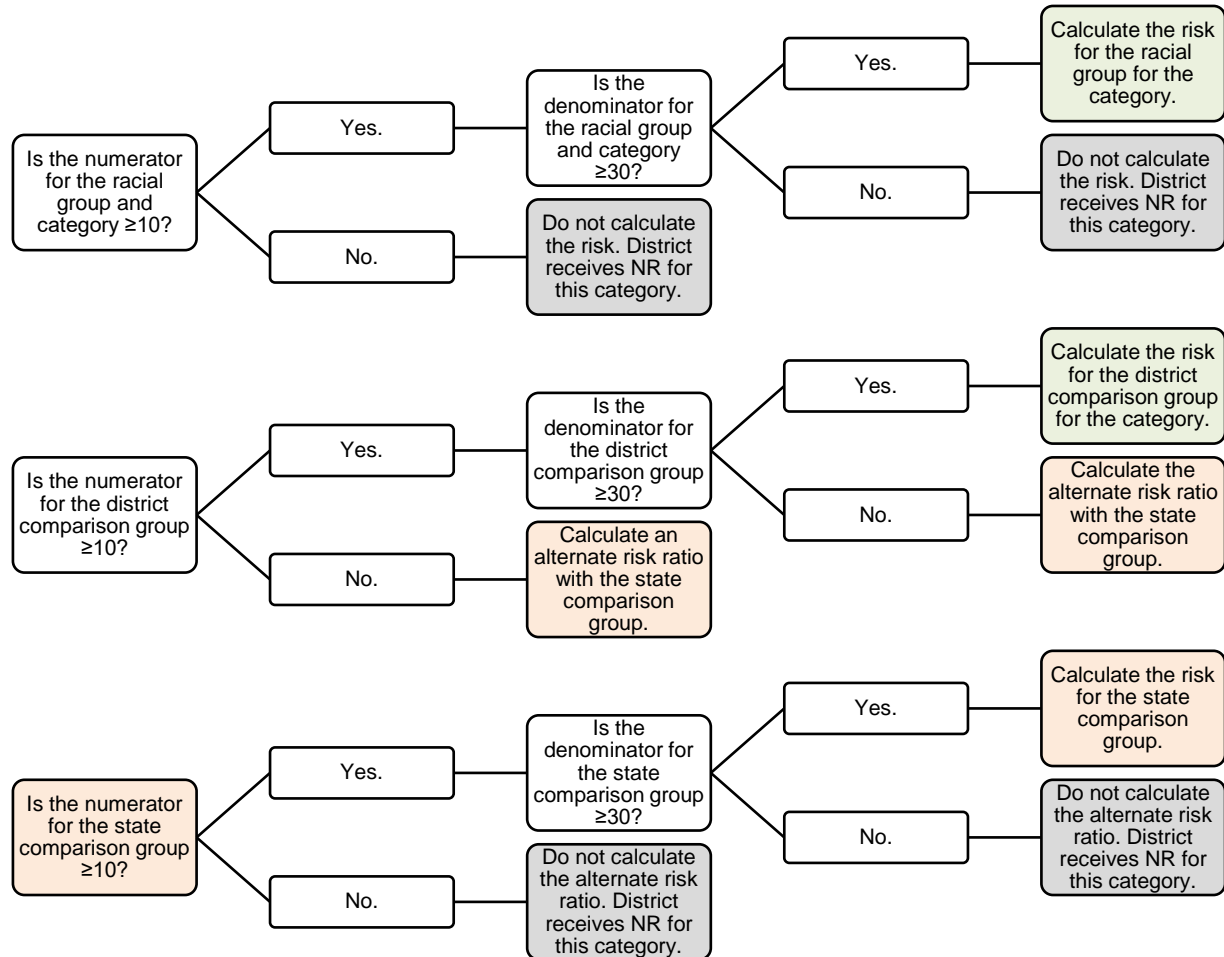 Is the numerator
for the racial
group and
category ≥10?
Yes.
No.
Is the
denominator for
the racial group
and category
≥30?
Do not calculate
the risk. District
receives NR for
this category.
Yes.
No.
Calculate the risk
for the racial
group for the
category.
Do not calculate
the risk. District
receives NR for
this category.
Is the numerator
for the district
comparison group
≥10?
Yes.
No.
Is the
denominator for
the district
comparison group
≥30?
Calculate an
alternate risk ratio
with the state
comparison
group.
Yes.
No.
Calculate the risk
for the district
comparison group
for the category.
Calculate the
alternate risk ratio
with the state
comparison
group.
Is the numerator
for the state
comparison group
≥10?
Yes.
No.
Is the
denominator for
the state
comparison group
≥30?
Do not calculate
the alternate risk
ratio. District
receives NR for
this category.
Yes.
No.
Calculate the risk
for the state
comparison
group.
Do not calculate
the alternate risk
ratio. District
receives NR for
this category.